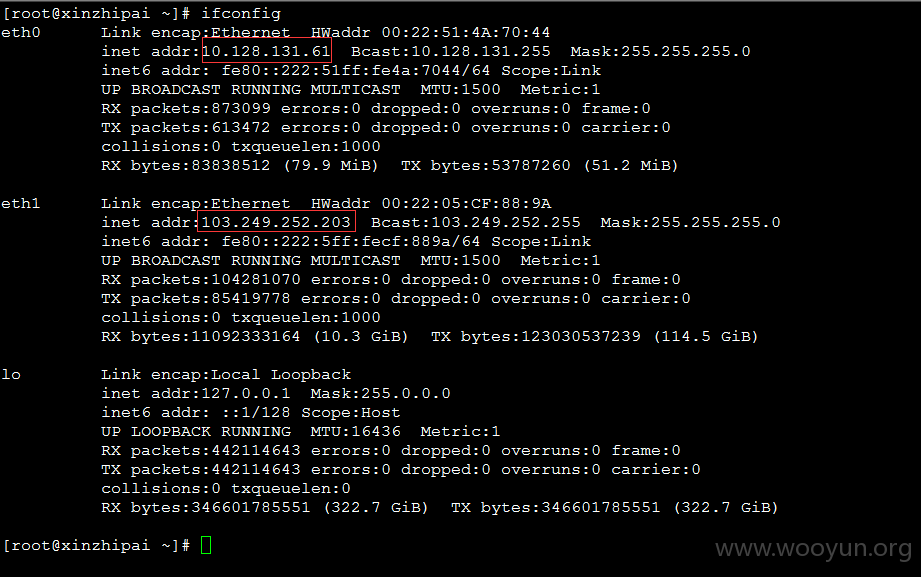 [root@xinzhipai ~]# ifconfig
eth0      Link encap:Ethernet  HWaddr 00:22:51:4A:70:44
          inet addr:10.128.131.61  Bcast:10.128.131.255  Mask:255.255.255.0
          inet6 addr: fe80::222:51ff:fe4a:7044/64 Scope:Link
          UP BROADCAST RUNNING MULTICAST  MTU:1500  Metric:1
          RX packets:873099 errors:0 dropped:0 overruns:0 frame:0
          TX packets:613472 errors:0 dropped:0 overruns:0 carrier:0
          collisions:0 txqueuelen:1000
          RX bytes:83838512 (79.9 MiB)  TX bytes:53787260 (51.2 MiB)

eth1      Link encap:Ethernet  HWaddr 00:22:05:CF:88:9A
          inet addr:103.249.252.203  Bcast:103.249.252.255  Mask:255.255.255.0
          inet6 addr: fe80::222:5ff:fecf:889a/64 Scope:Link
          UP BROADCAST RUNNING MULTICAST  MTU:1500  Metric:1
          RX packets:104281070 errors:0 dropped:0 overruns:0 frame:0
          TX packets:85419778 errors:0 dropped:0 overruns:0 carrier:0
          collisions:0 txqueuelen:1000
          RX bytes:11092333164 (10.3 GiB)  TX bytes:123030537239 (114.5 GiB)

lo        Link encap:Local Loopback
          inet addr:127.0.0.1  Mask:255.0.0.0
          inet6 addr: ::1/128 Scope:Host
          UP LOOPBACK RUNNING  MTU:16436  Metric:1
          RX packets:442114643 errors:0 dropped:0 overruns:0 frame:0
          TX packets:442114643 errors:0 dropped:0 overruns:0 carrier:0
          collisions:0 txqueuelen:0
          RX bytes:346601785551 (322.7 GiB)  TX bytes:346601785551 (322.7 GiB)

[root@xinzhipai ~]#
www.wooyun.org